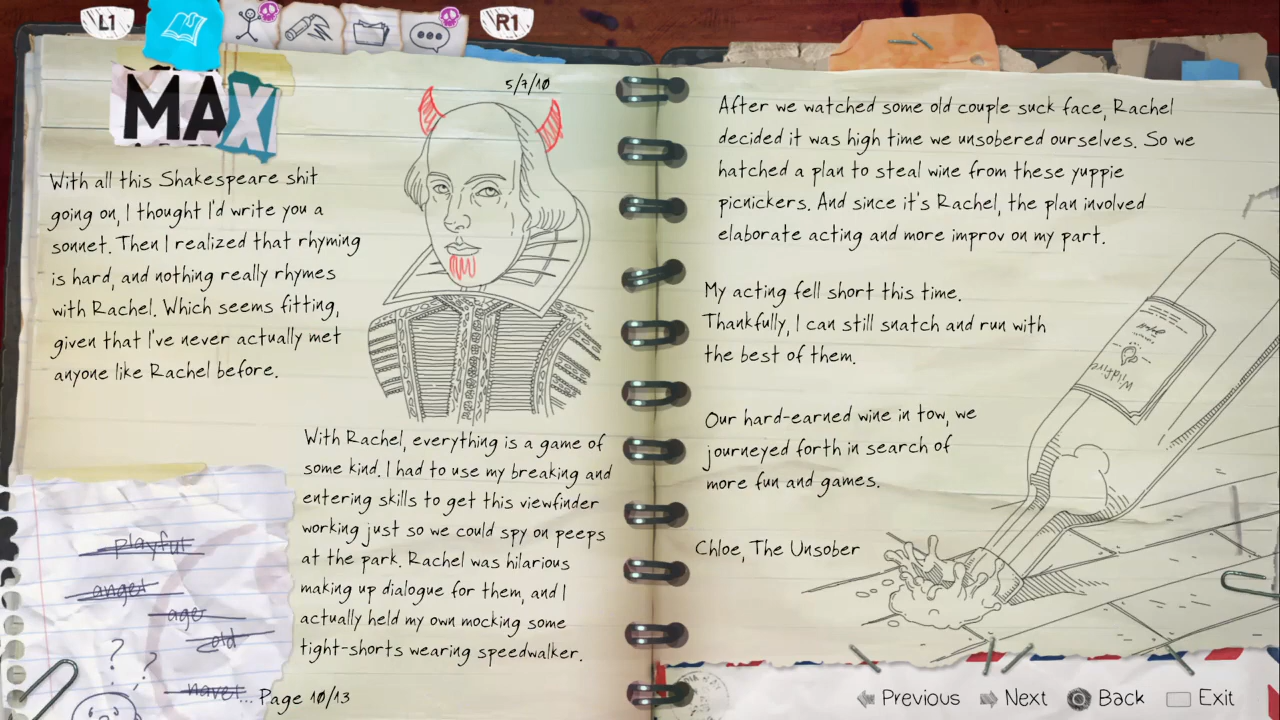 L1
R1
MAX
5/7/10
With all this Shakespeare shit
going on, I thought I'd write you a
sonnet. Then I realized that rhyming
is hard, and nothing really rhymes
with Rachel. Which seems fitting,
given that I've never actually met
anyone like Rachel before.
With Rachel, everything is a game of
some kind. I had to use my breaking and
entering skills to get this viewfinder
working just so we could spy on peeps
at the park. Rachel was hilarious
making up dialogue for them, and I
actually held my own mocking some
tight-shorts wearing speedwalker.
playful
angel
ager
old
navel
? ?
Page 10/13
After we watched some old couple suck face, Rachel
decided it was high time we unsobered ourselves. So we
hatched a plan to steal wine from these yuppie
picnickers. And since it's Rachel, the plan involved
elaborate acting and more improv on my part.
My acting fell short this time.
Thankfully, I can still snatch and run with
the best of them.
Our hard-earned wine in tow, we
journeyed forth in search of
more fun and games.
Chloe, The Unsober
Wildfire
Previous Next Back Exit